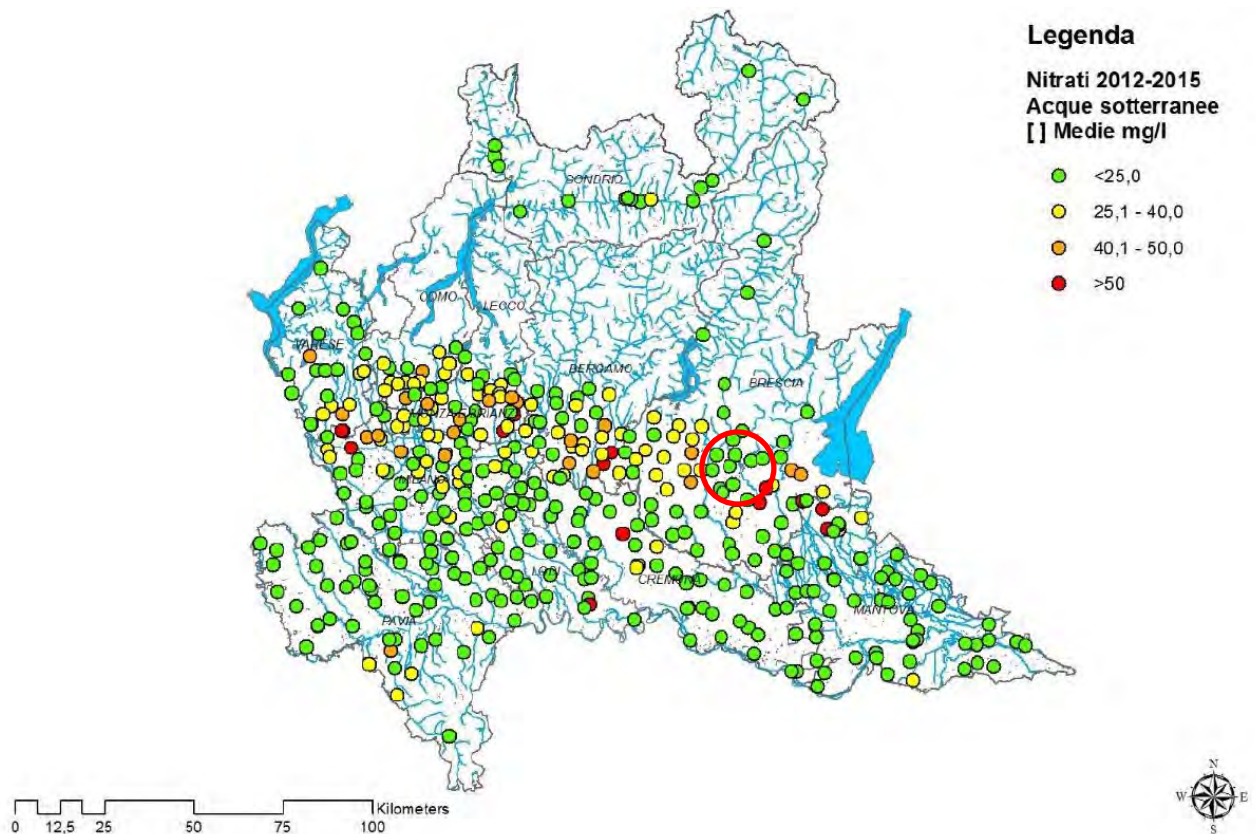 Legenda
Nitrati 2012-2015
Acque sotterranee
[ ] Medie mg/l
<25,0
25,1 - 40,0
40,1 - 50,0
>50
SONDRIO
COMO
LECCO
VARESE
BERGAMO
BRESCIA
MONZA E BRIANZA
MILANO
LODI
CREMONA
PAVIA
MANTOVA
Kilometers
0 12,5 25 50 75 100
N
W E
S